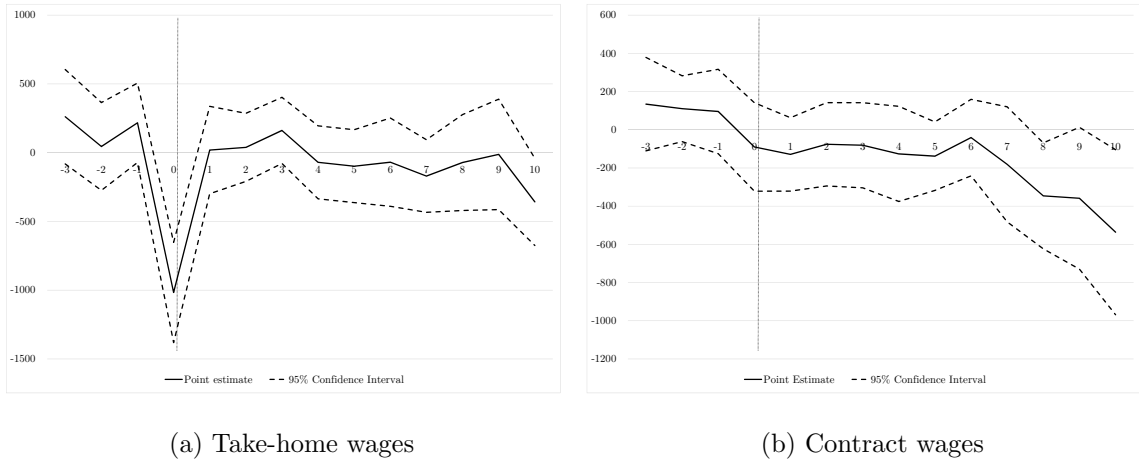 1000
500
0
-500
-1000
-1500
-3 -2 -1 0 1 2 3 4 5 6 7 8 9 10
Point estimate 95% Confidence Interval
600
400
200
0
-200
-400
-600
-800
-1000
-1200
-3 -2 -1 0 1 2 3 4 5 6 7 8 9 10
Point Estimate 95% Confidence Interval
(a) Take-home wages
(b) Contract wages